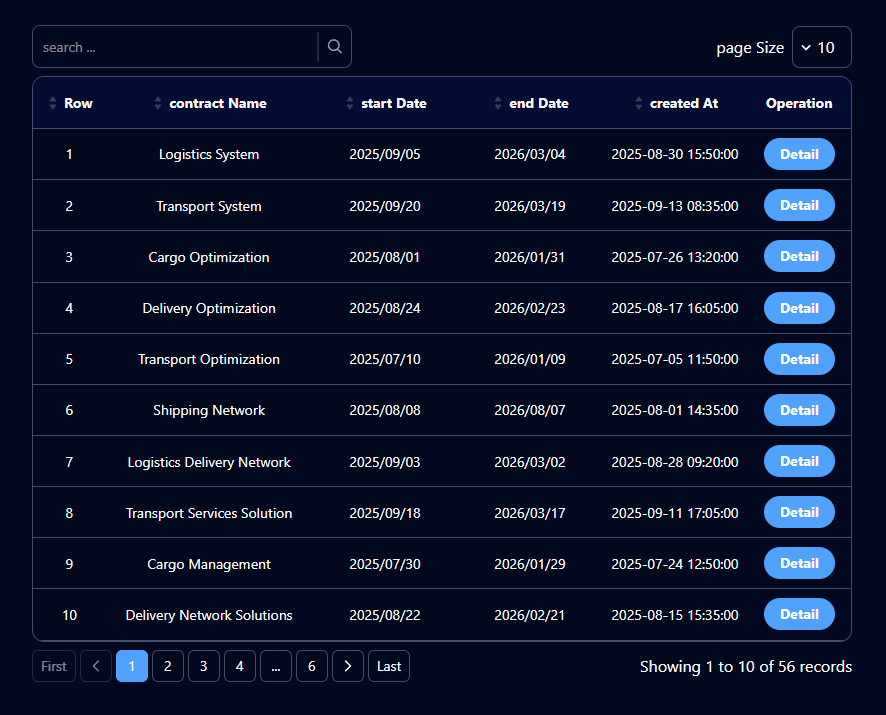 search ...
page Size 10
Row contract Name start Date end Date created At Operation
1 Logistics System 2025/09/05 2026/03/04 2025-08-30 15:50:00 Detail
2 Transport System 2025/09/20 2026/03/19 2025-09-13 08:35:00 Detail
3 Cargo Optimization 2025/08/01 2026/01/31 2025-07-26 13:20:00 Detail
4 Delivery Optimization 2025/08/24 2026/02/23 2025-08-17 16:05:00 Detail
5 Transport Optimization 2025/07/10 2026/01/09 2025-07-05 11:50:00 Detail
6 Shipping Network 2025/08/08 2026/08/07 2025-08-01 14:35:00 Detail
7 Logistics Delivery Network 2025/09/03 2026/03/02 2025-08-28 09:20:00 Detail
8 Transport Services Solution 2025/09/18 2026/03/17 2025-09-11 17:05:00 Detail
9 Cargo Management 2025/07/30 2026/01/29 2025-07-24 12:50:00 Detail
10 Delivery Network Solutions 2025/08/22 2026/02/21 2025-08-15 15:35:00 Detail
First 1 2 3 4 ... 6 Last Showing 1 to 10 of 56 records